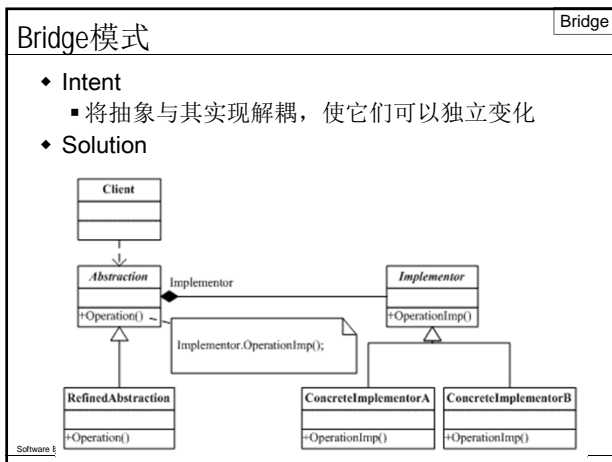 Bridge
Bridge模式
Intent
将抽象与其实现解耦，使它们可以独立变化
Solution
Client
Abstraction
Implementor
Implementor
+Operation()
+OperationImp()
Implementor.OperationImp();
RefinedAbstraction
ConcreteImplementorA
ConcreteImplementorB
+Operation()
+OperationImp()
+OperationImp()
Software